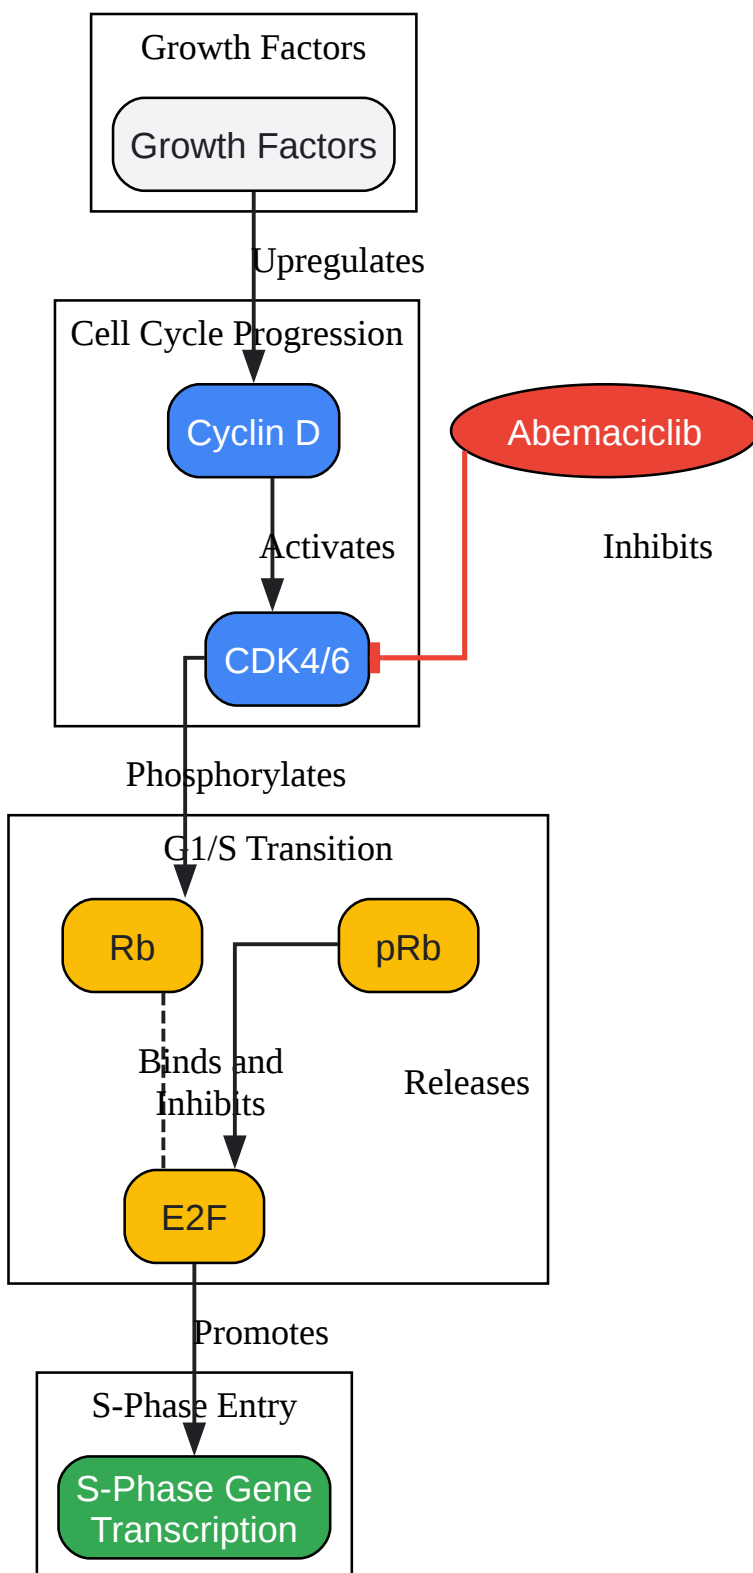 Growth Factors
Growth Factors
Upregulates
Cell Cycle Progression
Cyclin D
Abemaciclib
Activates
Inhibits
CDK4/6
Phosphorylates
G1/S Transition
Rb
pRb
Binds and
Inhibits
Releases
E2F
Promotes
S-Phase Entry
S-Phase Gene
Transcription